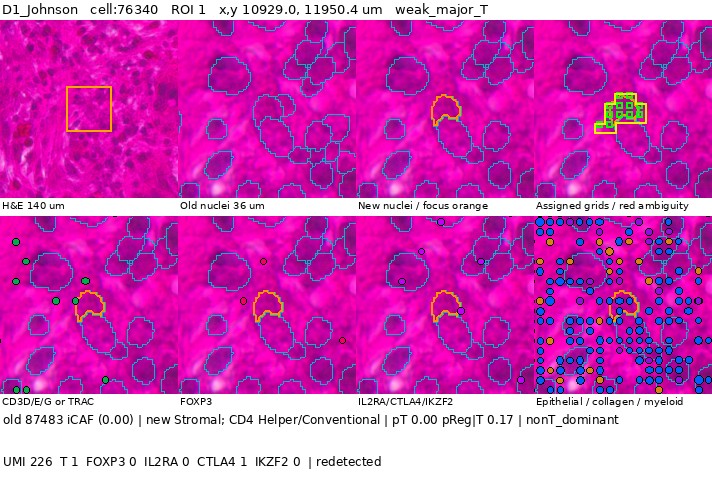 D1_Johnson cell:76340 ROI 1 x,y 10929.0, 11950.4 um weak_major_T
H&E 140 um
Old nuclei 36 um
New nuclei / focus orange
Assigned grids / red ambiguity
CD3D/E/G or TRAC
FOXP3
IL2RA/CTLA4/IKZF2
Epithelial / collagen / myeloid
old 87483 iCAF (0.00) | new Stromal; CD4 Helper/Conventional | pT 0.00 pReg|T 0.17 | nonT_dominant
UMI 226 T 1 FOXP3 0 IL2RA 0 CTLA4 1 IKZF2 0 | redetected